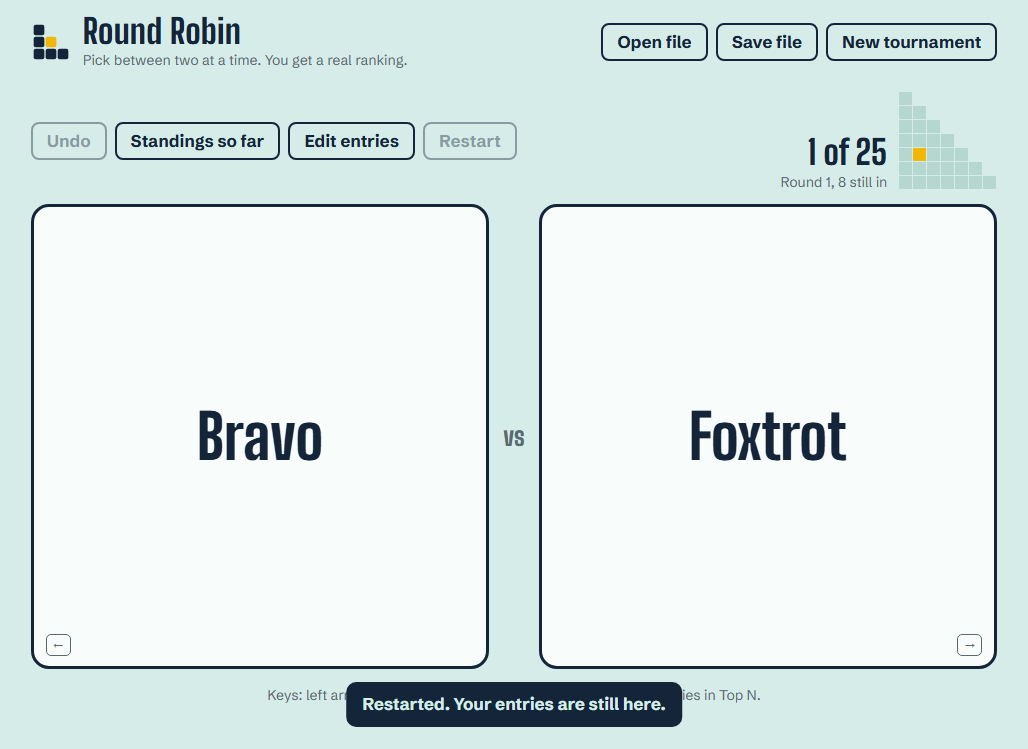 Round Robin
Pick between two at a time. You get a real ranking.
Open file
Save file
New tournament
Undo
Standings so far
Edit entries
Restart
1 of 25
Round 1, 8 still in
Bravo
vs
Foxtrot
←
→
Keys: left in Top N.
Restarted. Your entries are still here.